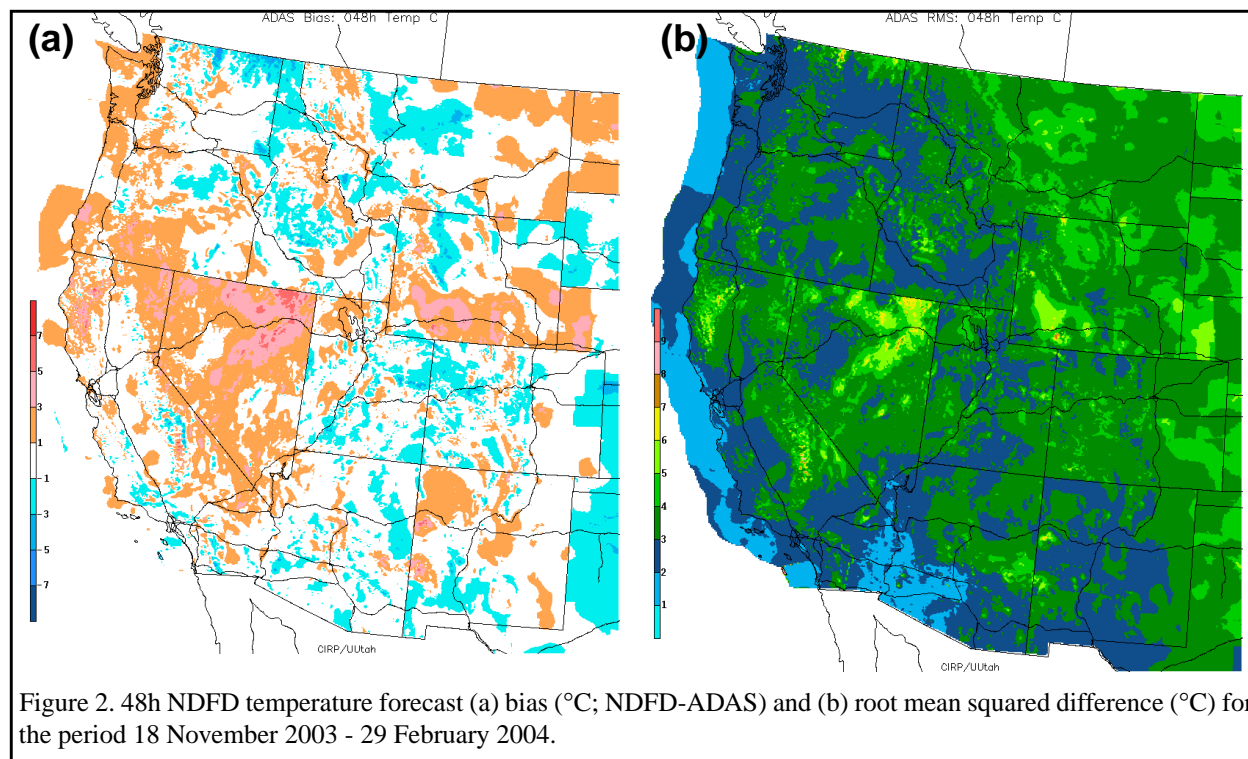 ADAS Bias: 048h Temp C
(a)
7
5
3
1
-1
-3
-5
-7
CIRP/UUtah
ADAS RMS: 048h Temp C
(b)
9
8
7
6
5
4
3
2
1
CIRP/UUtah
Figure 2. 48h NDFD temperature forecast (a) bias (°C; NDFD-ADAS) and (b) root mean squared difference (°C) for
the period 18 November 2003 - 29 February 2004.